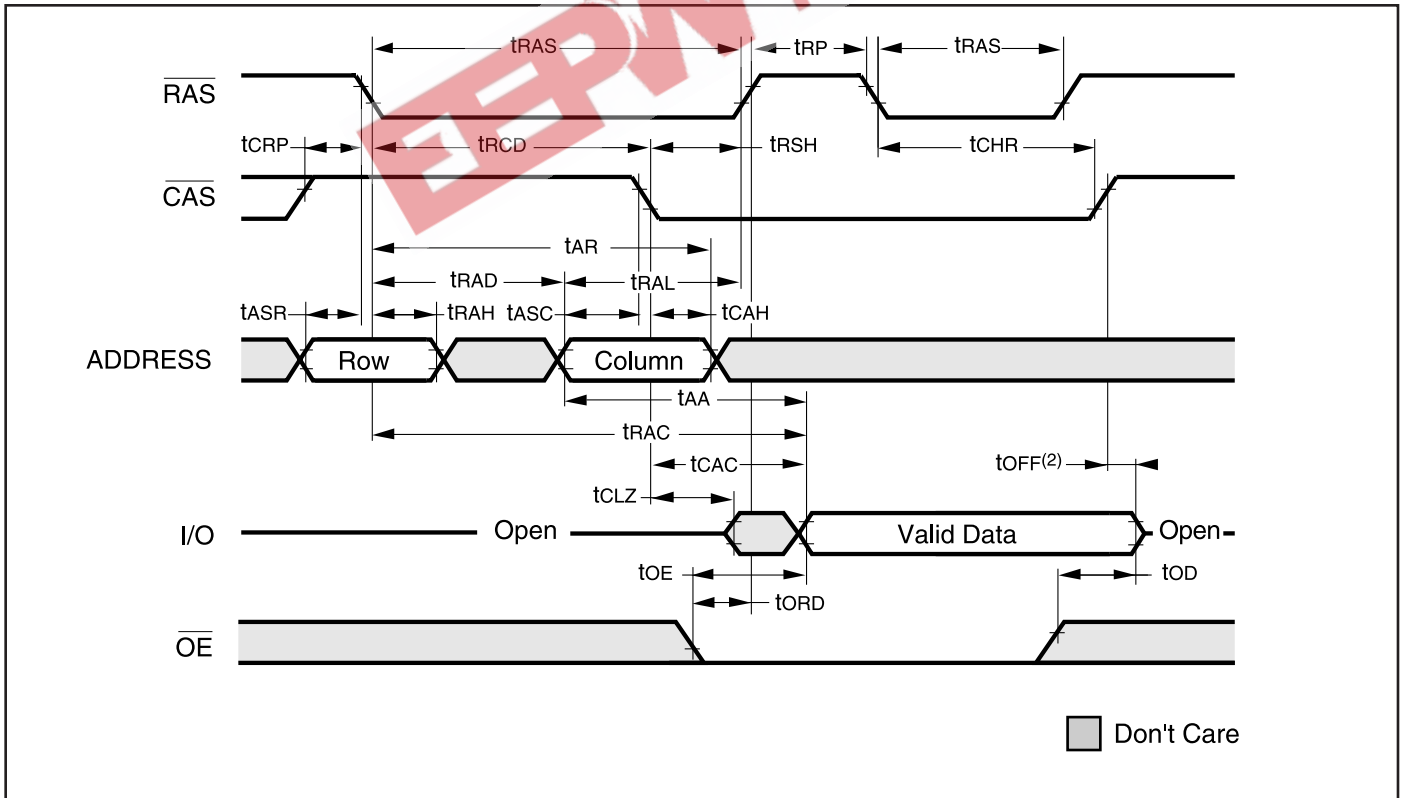 tRAS
tRP
tRAS
RAS
tCRP
tRCD
tRSH
tCHR
CAS
tAR
tRAD
tRAL
tASR
tRAH
tASC
tCAH
ADDRESS
Row
Column
tAA
tRAC
tCAC
tOFF(2)
tCLZ
I/O
Open
Valid Data
Open
tOE
tOD
tORD
OE
Don't Care